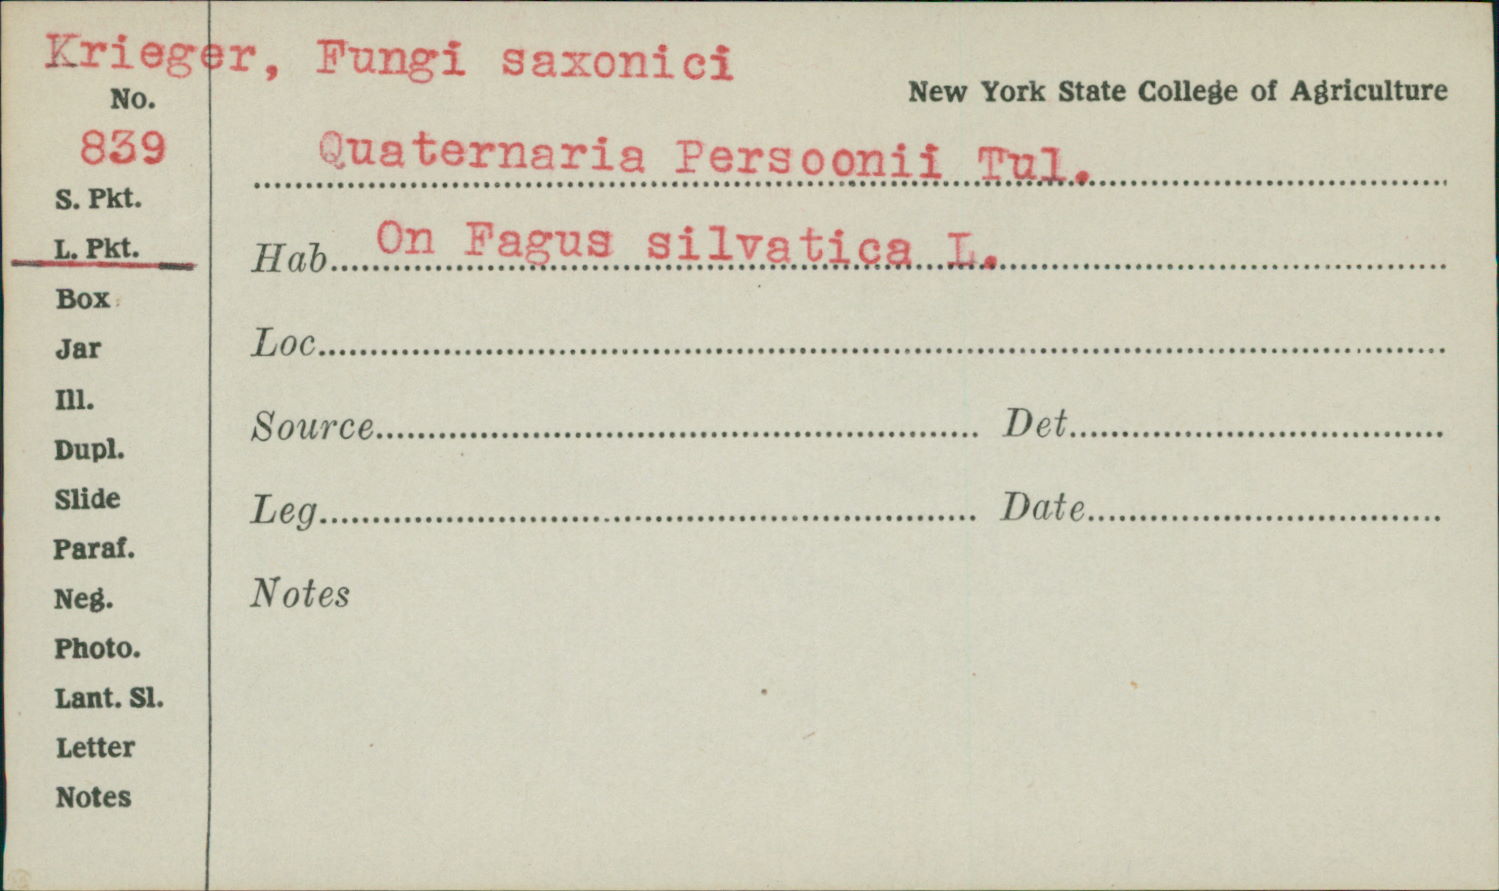 Krieger, Fungi saxonici
New York State College of Agriculture
No.
839
Quaternaria Persoonii Tul.
S. Pkt.
L. Pkt.
Hab. On Fagus silvatica L.
Box
Jar
Loc.
Ill.
Dupl.
Source Det.
Slide
Leg. Date
Paraf.
Neg.
Notes
Photo.
Lant. Sl.
Letter
Notes